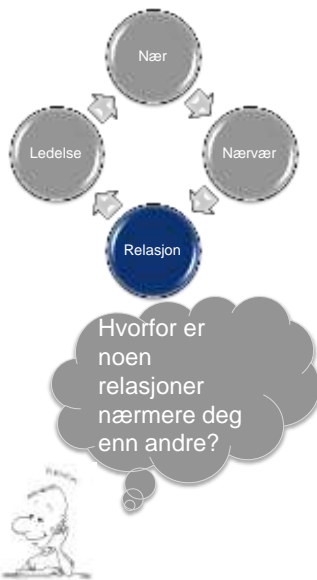 Nær
Ledelse
Nærvær
Relasjon
Hvorfor er
noen
relasjoner
nærmere deg
enn andre?